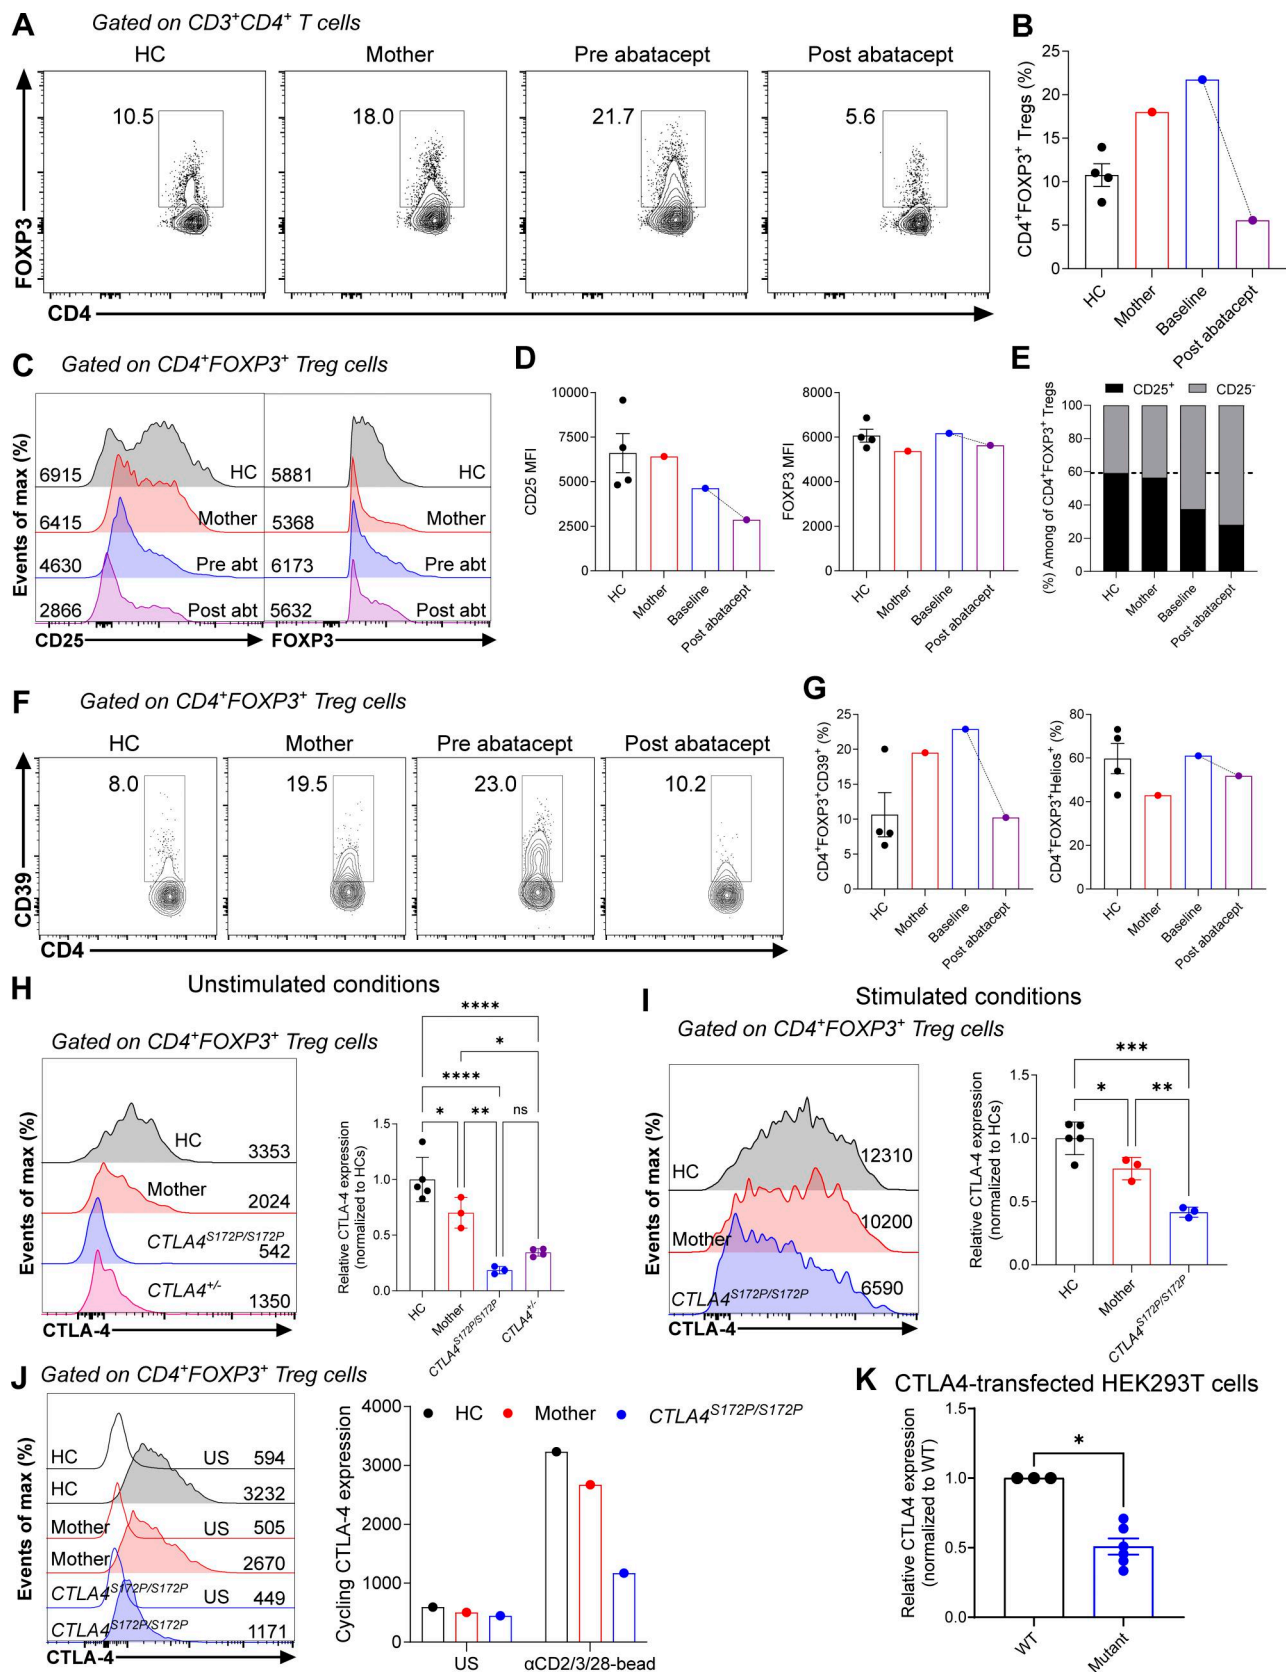 A
Gated on CD3+CD4+ T cells
HC
Mother
Pre abatacept
Post abatacept
10.5
18.0
21.7
5.6
FOXP3
CD4
B
CD4+FOXP3+ Tregs (%)
25
20
15
10
5
0
HC
Mother
Baseline
Post abatacept
C
Gated on CD4+FOXP3+ Treg cells
Events of max (%)
6915
HC
6415
Mother
4630
Pre abt
2866
Post abt
CD25
5881
HC
5368
Mother
6173
Pre abt
5632
Post abt
FOXP3
D
CD25 MFI
10000
7500
5000
2500
0
HC
Mother
Baseline
Post abatacept
FOXP3 MFI
8000
6000
4000
2000
0
HC
Mother
Baseline
Post abatacept
E
CD25+
CD25-
(%) Among of CD4+FOXP3+ Tregs
100
80
60
40
20
0
HC
Mother
Baseline
Post abatacept
F
Gated on CD4+FOXP3+ Treg cells
HC
Mother
Pre abatacept
Post abatacept
8.0
19.5
23.0
10.2
CD39
CD4
G
CD4+FOXP3+CD39+ (%)
25
20
15
10
5
0
HC
Mother
Baseline
Post abatacept
CD4+FOXP3+Helios+ (%)
80
60
40
20
0
HC
Mother
Baseline
Post abatacept
H
Unstimulated conditions
Gated on CD4+FOXP3+ Treg cells
Events of max (%)
HC
3353
Mother
2024
CTLA4S172P/S172P
542
CTLA4+/-
1350
CTLA-4
Relative CTLA-4 expression
(normalized to HCs)
****
*
****
*
**
ns
1.5
1.0
0.5
0.0
HC
Mother
CTLA4S172P/S172P
CTLA4+/-
I
Stimulated conditions
Gated on CD4+FOXP3+ Treg cells
Events of max (%)
HC
12310
Mother
10200
CTLA4S172P/S172P
6590
CTLA-4
Relative CTLA-4 expression
(normalized to HCs)
***
*
**
1.5
1.0
0.5
0.0
HC
Mother
CTLA4S172P/S172P
J
Gated on CD4+FOXP3+ Treg cells
Events of max (%)
HC US 594
HC 3232
Mother US 505
Mother 2670
CTLA4S172P/S172P US 449
CTLA4S172P/S172P 1171
CTLA-4
Cycling CTLA-4 expression
4000
3000
2000
1000
0
HC
Mother
CTLA4S172P/S172P
US
αCD2/3/28-bead
K
CTLA4-transfected HEK293T cells
Relative CTLA4 expression
(normalized to WT)
*
1.5
1.0
0.5
0.0
WT
Mutant